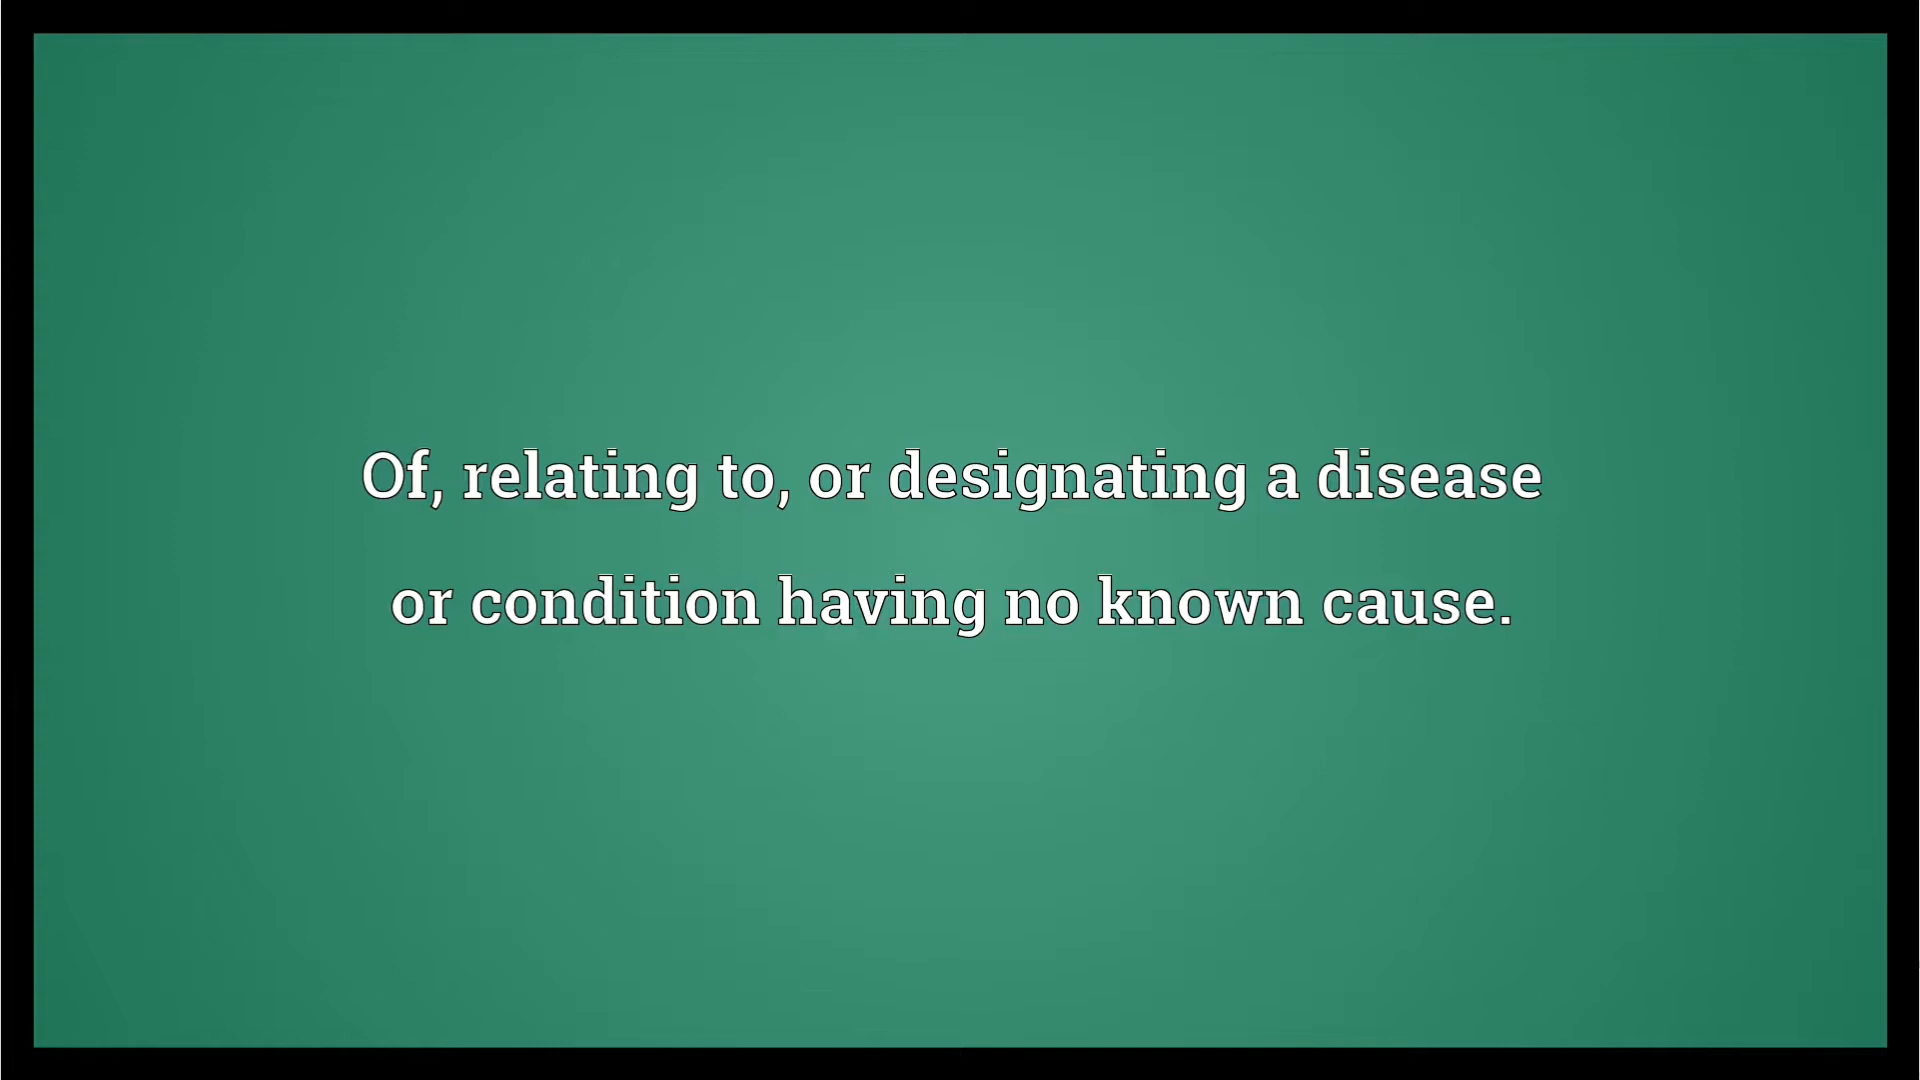 Of, relating to, or designating a disease
or condition having no known cause.